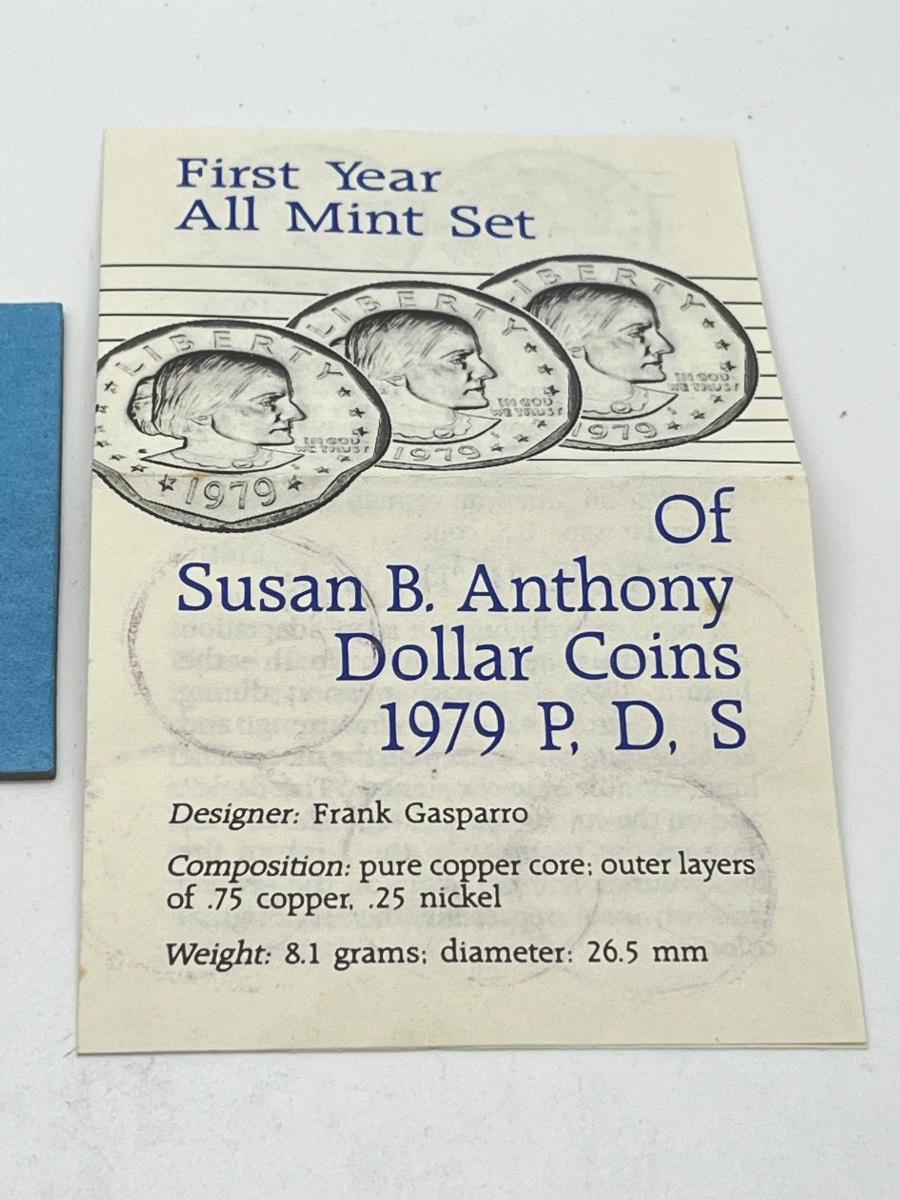 First Year
All Mint Set
LIBERTY
IN GOD
WE TRUST
1979
LIBERTY
IN GOD
WE TRUST
1979
LIBERTY
IN GOD
WE TRUST
1979
Of
Susan B. Anthony
Dollar Coins
1979 P, D, S
Designer: Frank Gasparro
Composition: pure copper core; outer layers
of .75 copper, .25 nickel
Weight: 8.1 grams; diameter: 26.5 mm